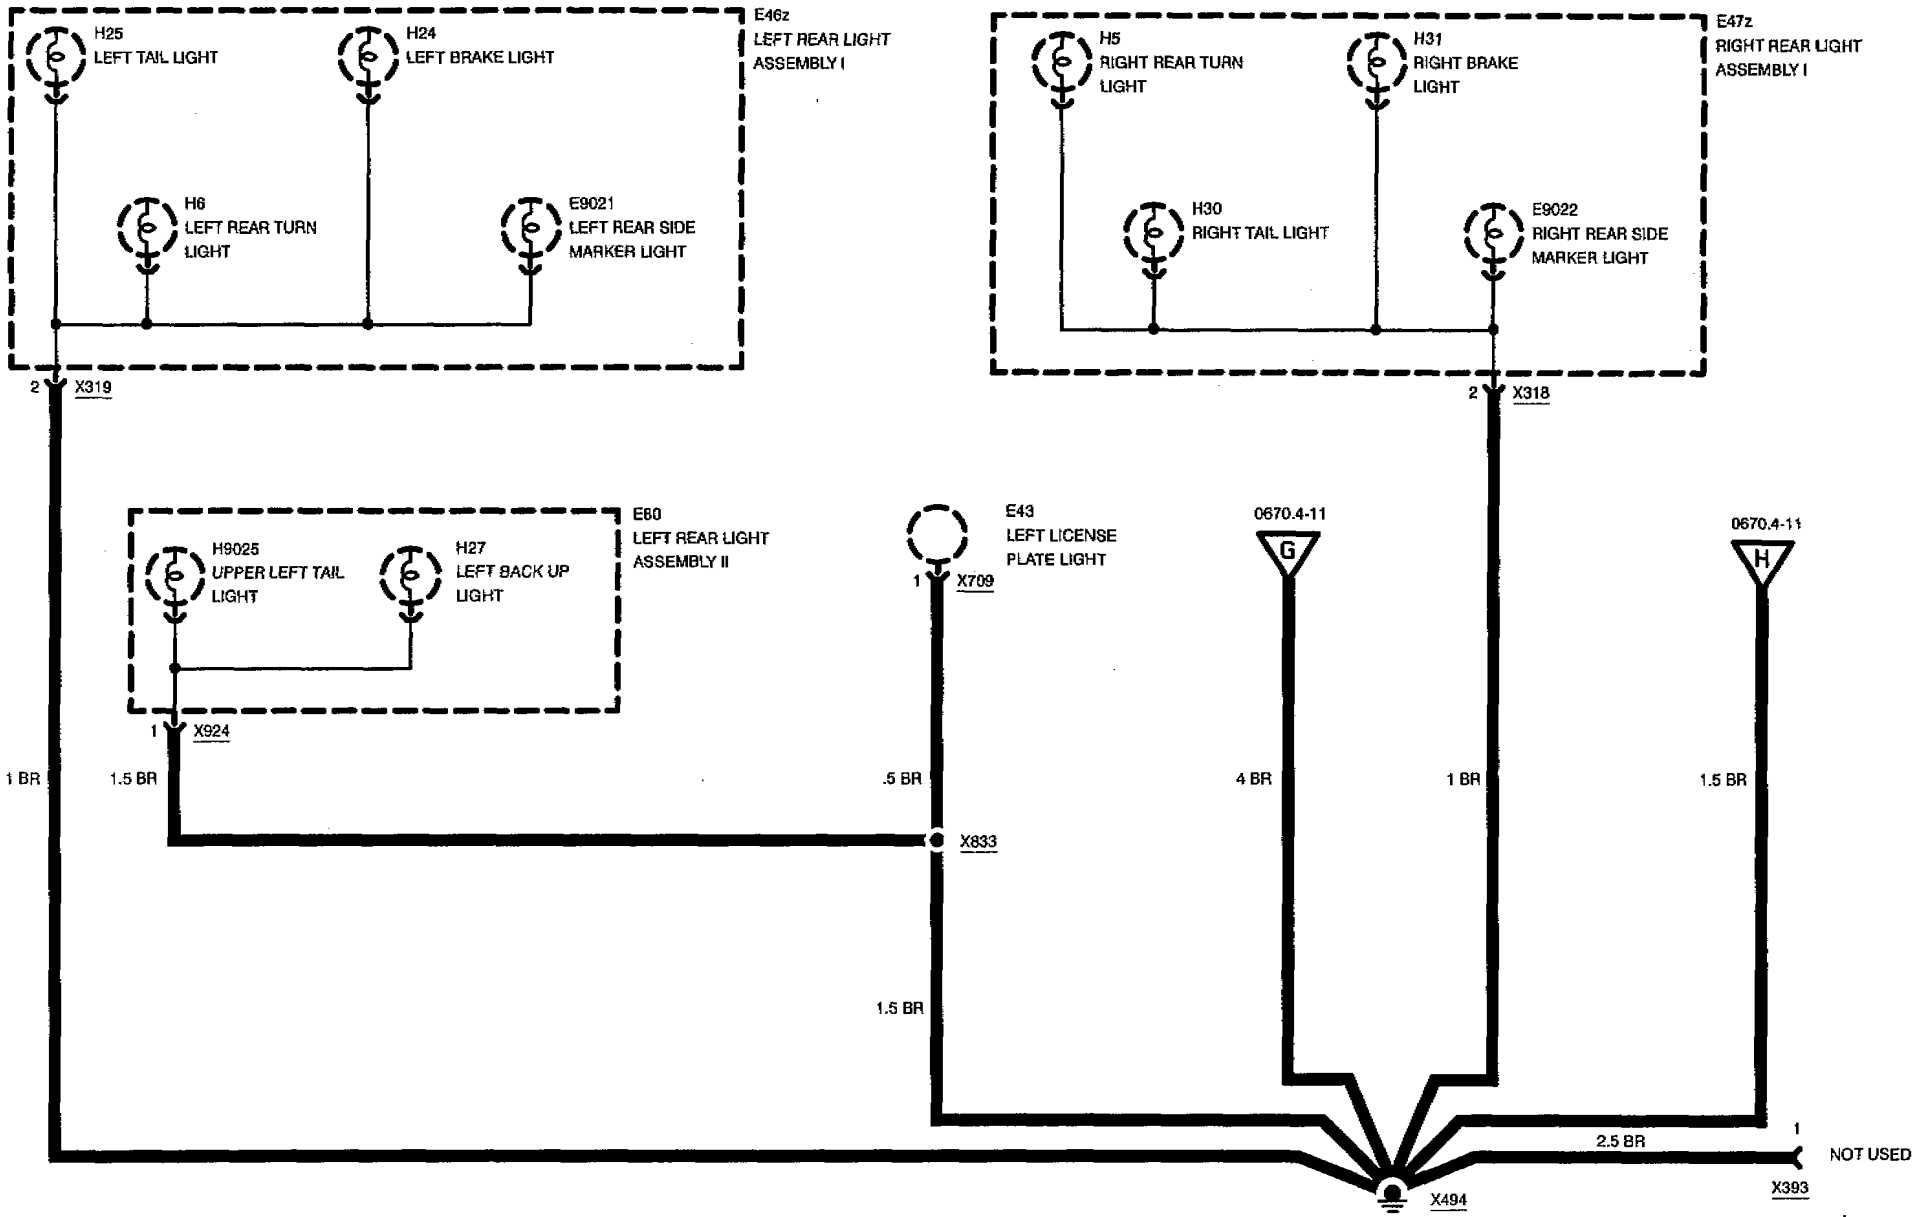 H25
LEFT TAIL LIGHT
H24
LEFT BRAKE LIGHT
E46z
LEFT REAR LIGHT
ASSEMBLY I
H6
LEFT REAR TURN
LIGHT
E9021
LEFT REAR SIDE
MARKER LIGHT
2
X319
H5
RIGHT REAR TURN
LIGHT
H31
RIGHT BRAKE
LIGHT
E47z
RIGHT REAR LIGHT
ASSEMBLY I
H30
RIGHT TAIL LIGHT
E9022
RIGHT REAR SIDE
MARKER LIGHT
2
X318
H9025
UPPER LEFT TAIL
LIGHT
H27
LEFT BACK UP
LIGHT
E60
LEFT REAR LIGHT
ASSEMBLY II
1
X924
E43
LEFT LICENSE
PLATE LIGHT
1
X709
0670.4-11
G
0670.4-11
H
1 BR
1.5 BR
.5 BR
4 BR
1 BR
1.5 BR
X833
1.5 BR
1
2.5 BR
NOT USED
X393
X494